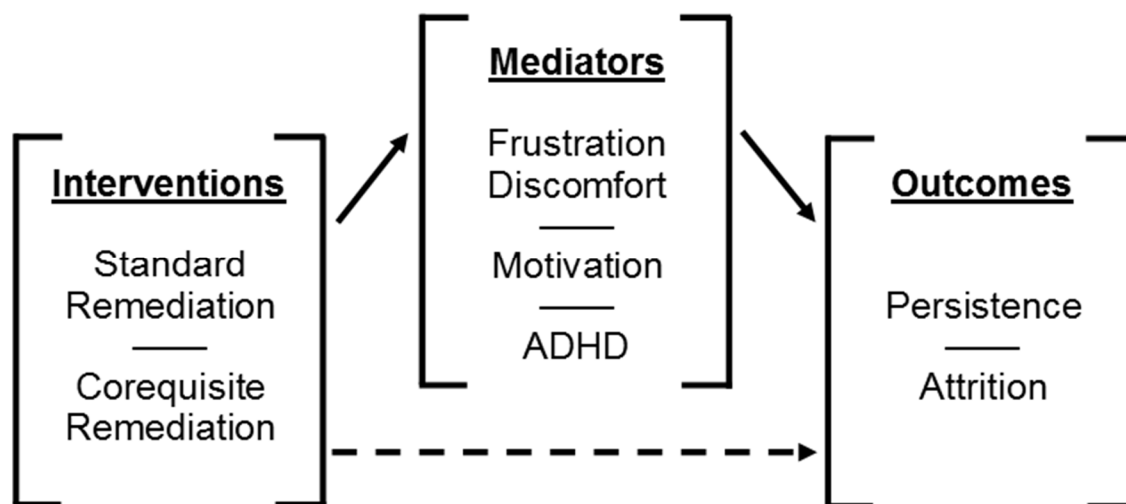 Interventions
Standard
Remediation
Corequisite
Remediation
Mediators
Frustration
Discomfort
Motivation
ADHD
Outcomes
Persistence
Attrition